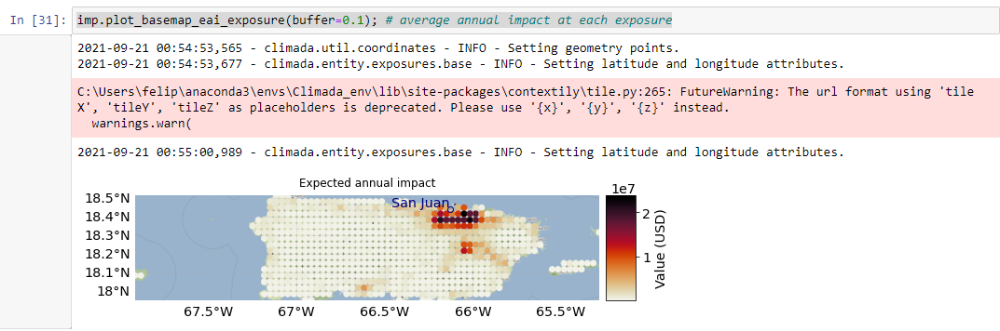 In [31]: imp.plot_basemap_eai_exposure(buffer=0.1); # average annual impact at each exposure
2021-09-21 00:54:53,565 - climada.util.coordinates - INFO - Setting geometry points.
2021-09-21 00:54:53,677 - climada.entity.exposures.base - INFO - Setting latitude and longitude attributes.
C:\Users\felip\anaconda3\envs\Climada_env\lib\site-packages\contextily\tile.py:265: FutureWarning: The url format using 'tile
X', 'tileY', 'tileZ' as placeholders is deprecated. Please use '{x}', '{y}', '{z}' instead.
warnings.warn(
2021-09-21 00:55:00,989 - climada.entity.exposures.base - INFO - Setting latitude and longitude attributes.
Expected annual impact
1e7
18.5°N
San Juan
18.4°N
18.3°N
18.2°N
18.1°N
18°N
2
1
Value (USD)
67.5°W
67°W
66.5°W
66°W
65.5°W